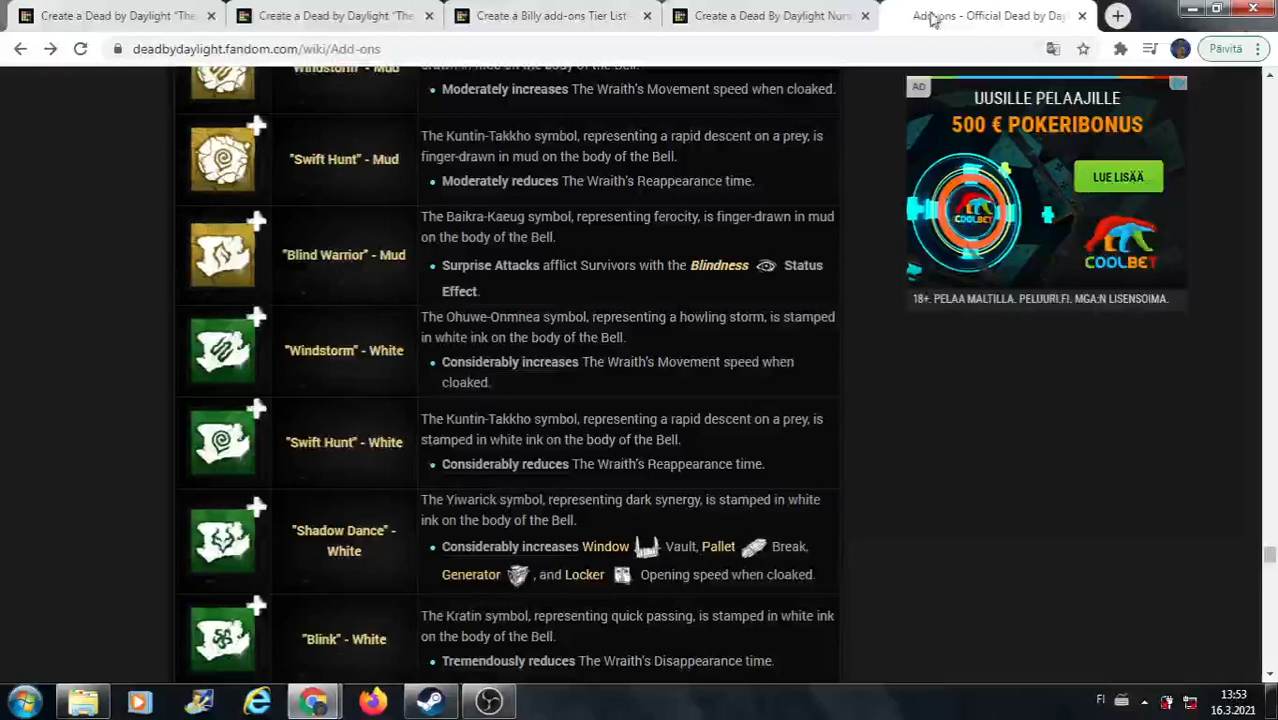 Create a Dead by Daylight "The
Create a Dead by Daylight "The
Create a Billy add-ons Tier List -
Create a Dead By Daylight Nurs
Add-ons - Official Dead by Day
deadbydaylight.fandom.com/wiki/Add-ons
Päivitä
"Windstorm" - Mud
drawn in mud on the body of the Bell.
• Moderately increases The Wraith's Movement speed when cloaked.
"Swift Hunt" - Mud
The Kuntin-Takkho symbol, representing a rapid descent on a prey, is
finger-drawn in mud on the body of the Bell.
• Moderately reduces The Wraith's Reappearance time.
"Blind Warrior" - Mud
The Baikra-Kaeug symbol, representing ferocity, is finger-drawn in mud
on the body of the Bell.
• Surprise Attacks afflict Survivors with the Blindness Status
Effect.
"Windstorm" - White
The Ohuwe-Onmnea symbol, representing a howling storm, is stamped
in white ink on the body of the Bell.
• Considerably increases The Wraith's Movement speed when
cloaked.
"Swift Hunt" - White
The Kuntin-Takkho symbol, representing a rapid descent on a prey, is
stamped in white ink on the body of the Bell.
• Considerably reduces The Wraith's Reappearance time.
"Shadow Dance" -
White
The Yiwarick symbol, representing dark synergy, is stamped in white
ink on the body of the Bell.
• Considerably increases Window Vault, Pallet Break,
Generator , and Locker Opening speed when cloaked.
"Blink" - White
The Kratin symbol, representing quick passing, is stamped in white ink
on the body of the Bell.
• Tremendously reduces The Wraith's Disappearance time.
AD
UUSILLE PELAAJILLE
500 € POKERIBONUS
LUE LISÄÄ
COOLBET
COOLBET
18+. PELAA MALTILLA. PELUURI.FI. MGA:N LISENSOIMA.
FI
13:53
16.3.2021